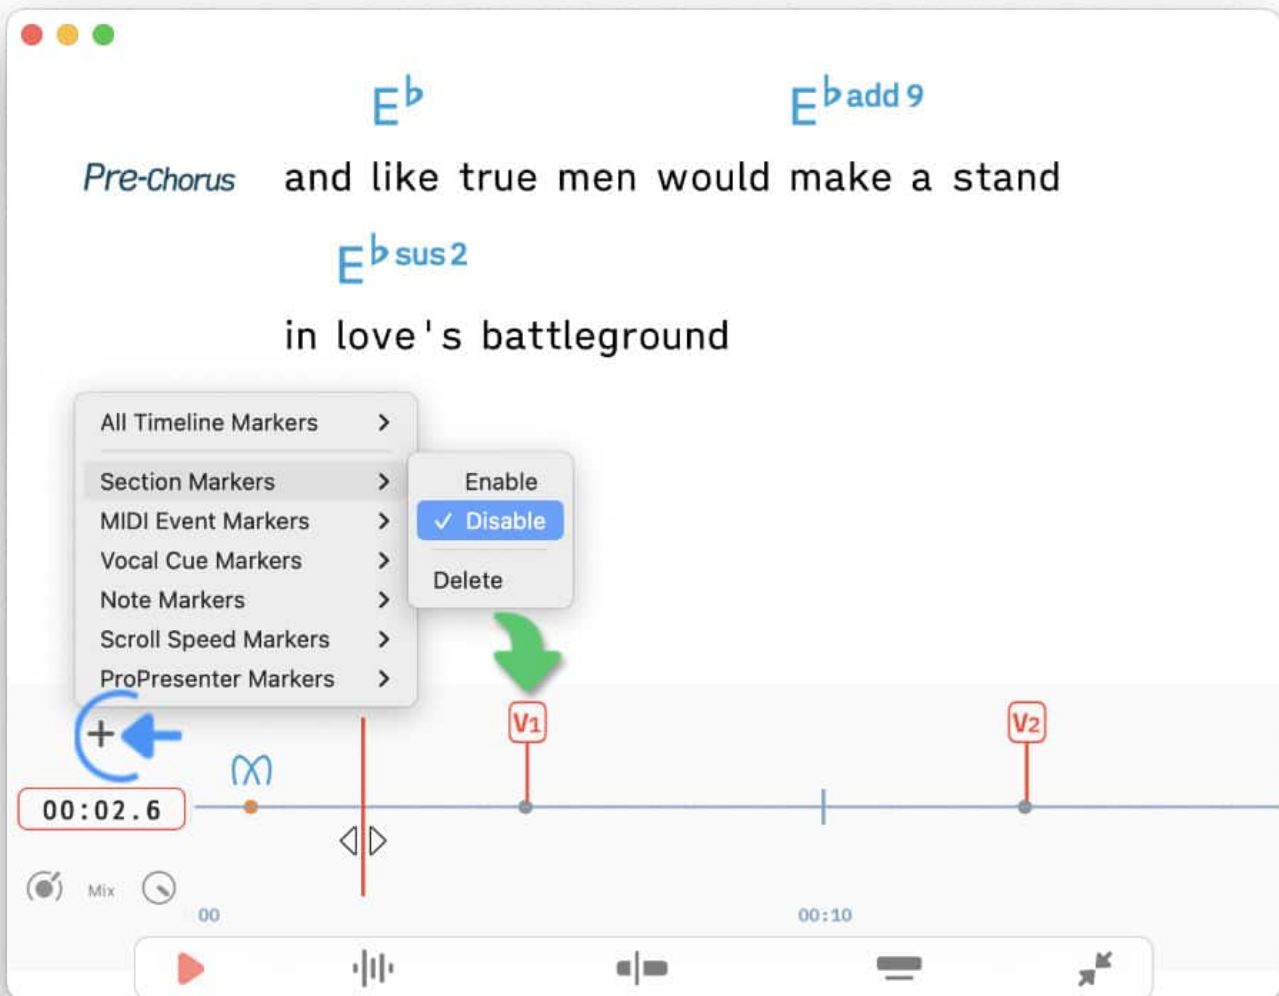 E♭ E♭add9
Pre-Chorus and like true men would make a stand
E♭sus2
in love's battleground
All Timeline Markers
Section Markers
Enable
MIDI Event Markers
Disable
Vocal Cue Markers
Delete
Note Markers
Scroll Speed Markers
ProPresenter Markers
V1 V2
00:02.6
Mix
00 00:10